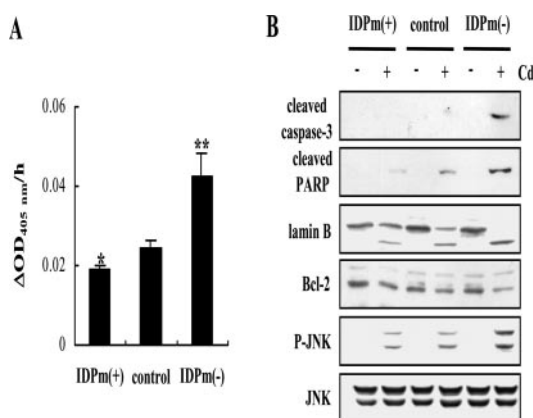 A
0.06
0.04
0.02
0
ΔOD405 nm/h
*
**
IDPm(+) control IDPm(-)
B
IDPm(+) control IDPm(-)
- + - + - + Cd
cleaved
caspase-3
cleaved
PARP
lamin B
Bcl-2
P-JNK
JNK